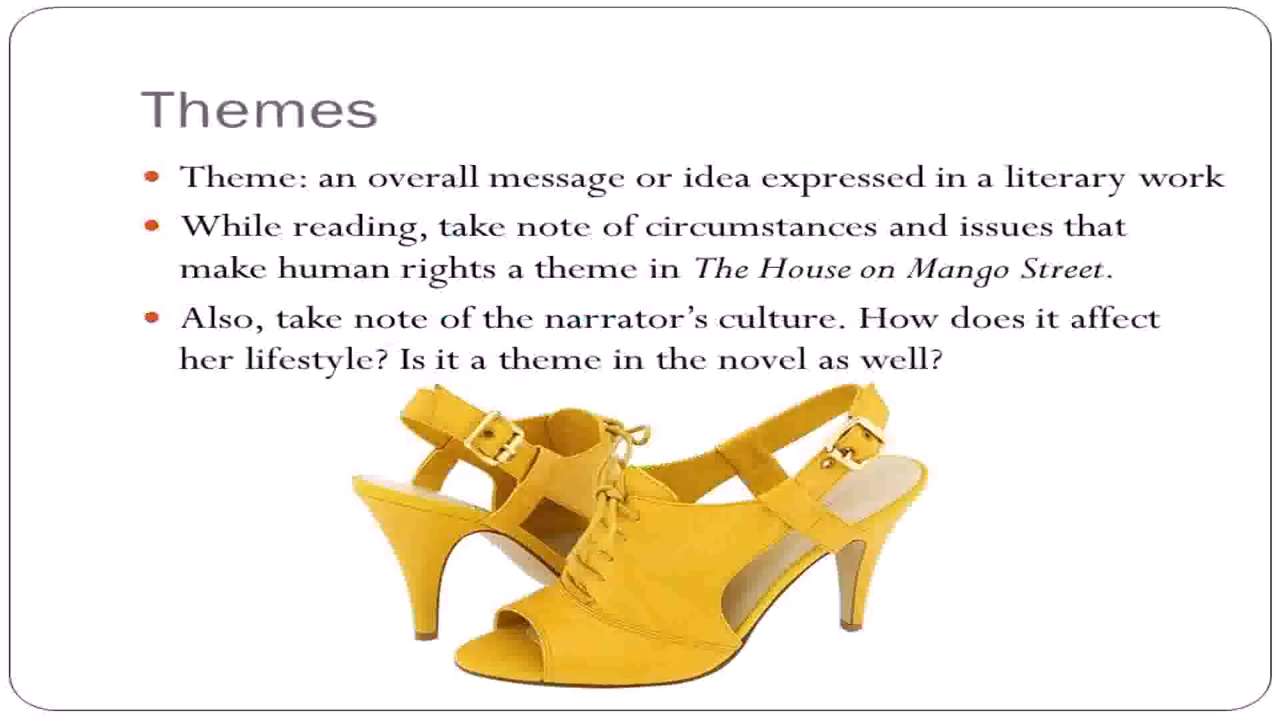 Themes
Theme: an overall message or idea expressed in a literary work
While reading, take note of circumstances and issues that
make human rights a theme in The House on Mango Street.
Also, take note of the narrator’s culture. How does it affect
her lifestyle? Is it a theme in the novel as well?